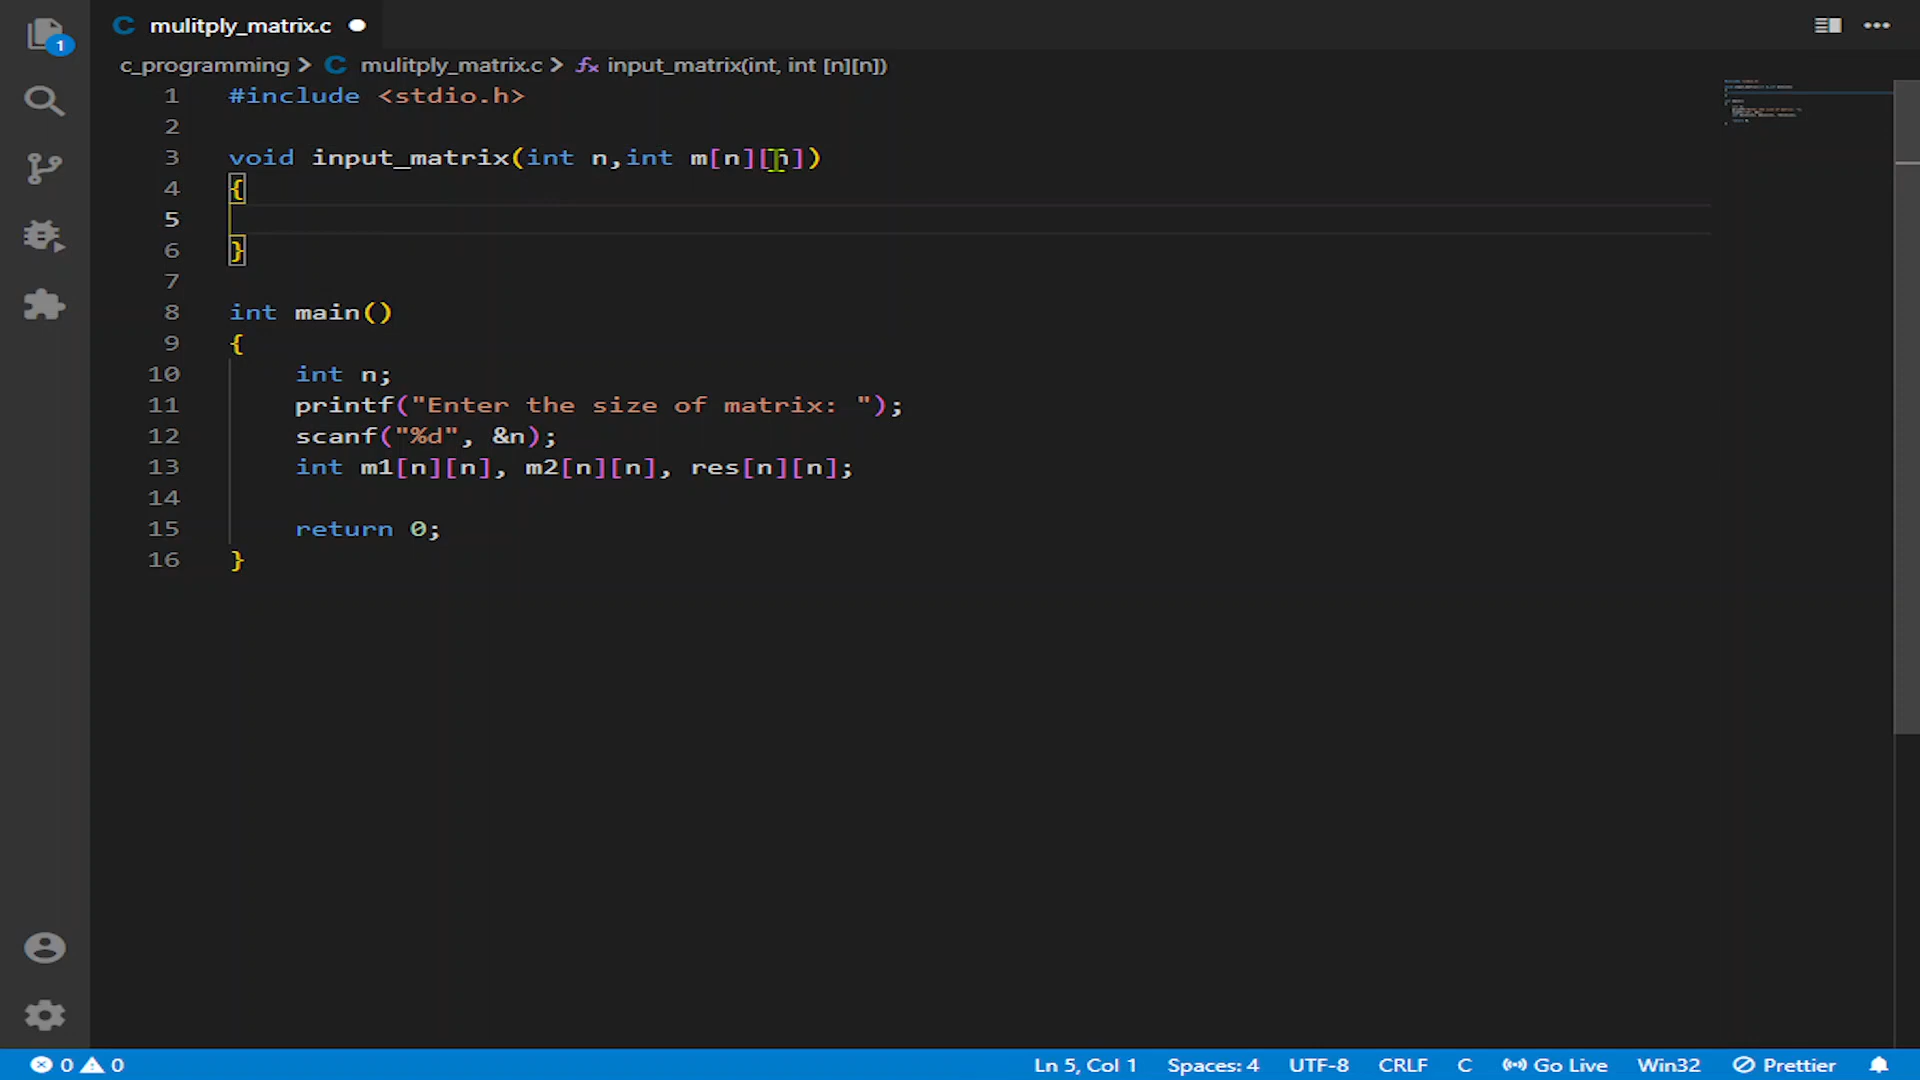 mulitply_matrix.c
c_programming > mulitply_matrix.c > input_matrix(int, int [n][n])
1
1 #include <stdio.h>
2
3 void input_matrix(int n,int m[n][n])
4 {
5
6 }
7
8 int main()
9 {
10 int n;
11 printf("Enter the size of matrix: ");
12 scanf("%d", &n);
13 int m1[n][n], m2[n][n], res[n][n];
14
15 return 0;
16 }
0 0 Ln 5, Col 1 Spaces: 4 UTF-8 CRLF C Go Live Win32 Prettier